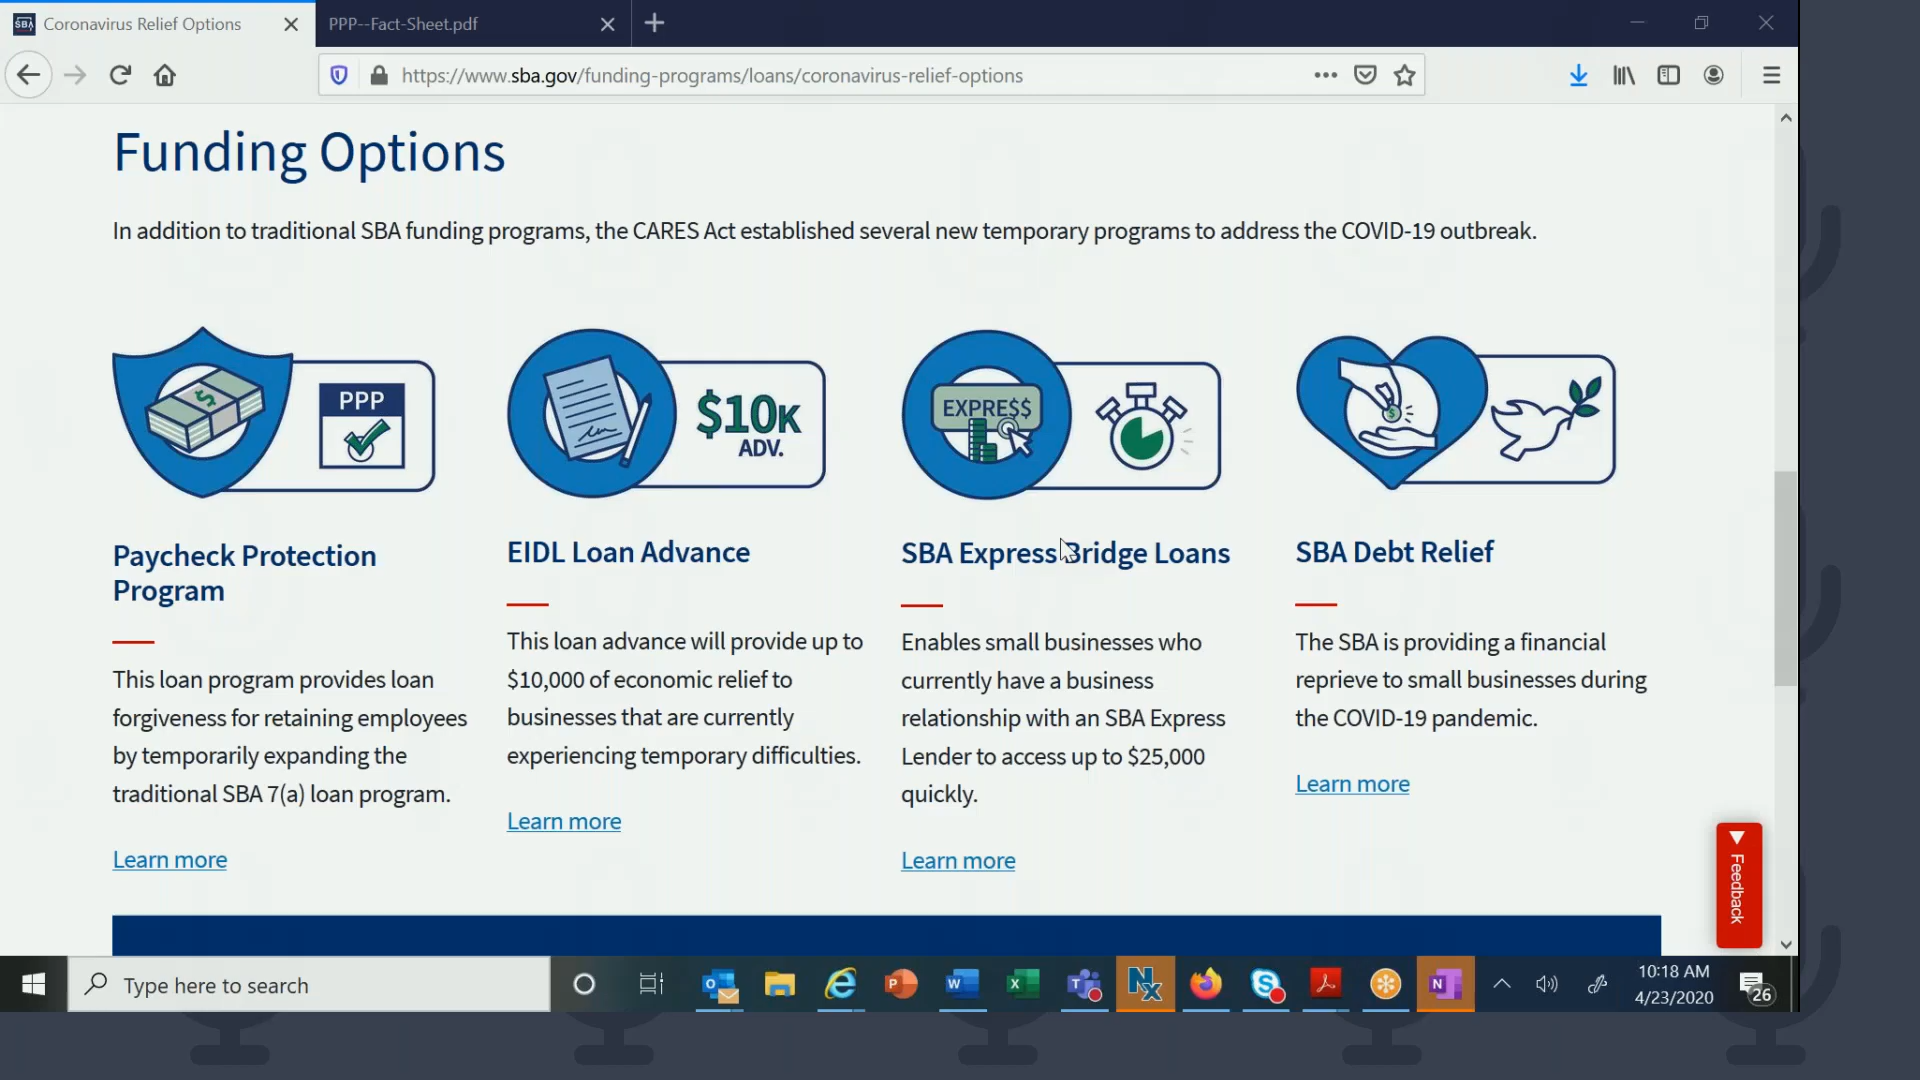 SBA
Coronavirus Relief Options
PPP--Fact-Sheet.pdf
https://www.sba.gov/funding-programs/loans/coronavirus-relief-options
Funding Options
In addition to traditional SBA funding programs, the CARES Act established several new temporary programs to address the COVID-19 outbreak.
$
PPP
$10K
ADV.
EXPRE$$
$
Paycheck Protection
Program
This loan program provides loan
forgiveness for retaining employees
by temporarily expanding the
traditional SBA 7(a) loan program.
Learn more
EIDL Loan Advance
This loan advance will provide up to
$10,000 of economic relief to
businesses that are currently
experiencing temporary difficulties.
Learn more
SBA Express Bridge Loans
Enables small businesses who
currently have a business
relationship with an SBA Express
Lender to access up to $25,000
quickly.
Learn more
SBA Debt Relief
The SBA is providing a financial
reprieve to small businesses during
the COVID-19 pandemic.
Learn more
Feedback
Type here to search
O
P
W
X
T
NX
S
N
10:18 AM
4/23/2020
26